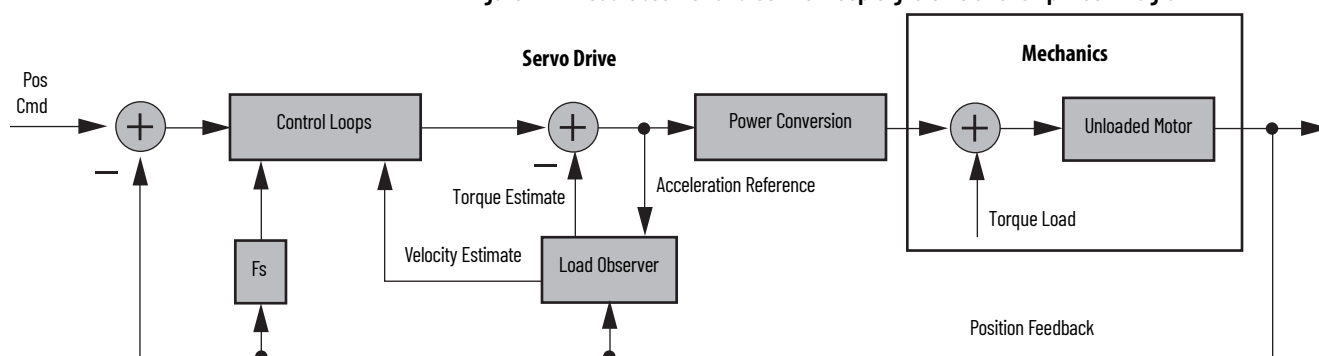 Servo Drive
Mechanics
Pos
Cmd
+
Control Loops
+
Power Conversion
+
Unloaded Motor
—
—
Torque Estimate
Acceleration Reference
Torque Load
Fs
Velocity Estimate
Load Observer
Position Feedback